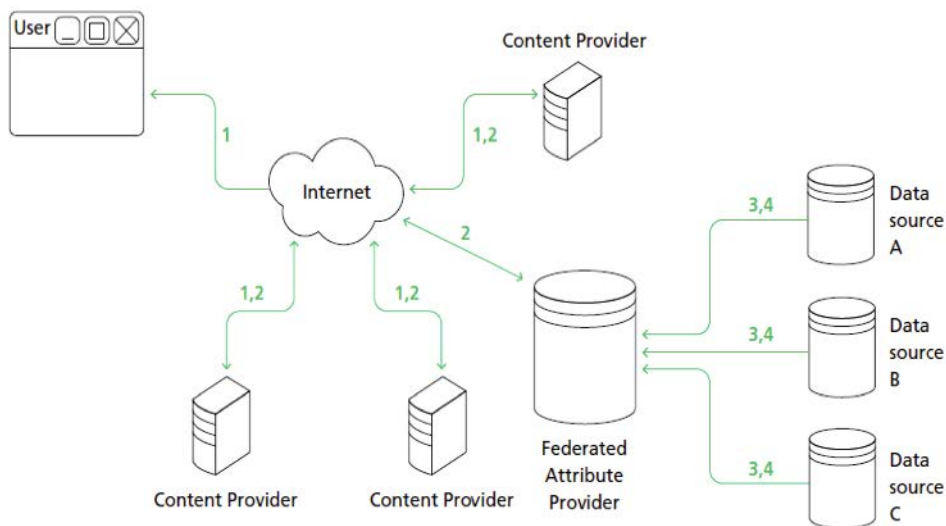 User
Content Provider
1
1,2
Internet
2
3,4
Data
source
A
1,2
1,2
3,4
Data
source
B
Federated
Attribute
Provider
3,4
Data
source
C
Content Provider
Content Provider